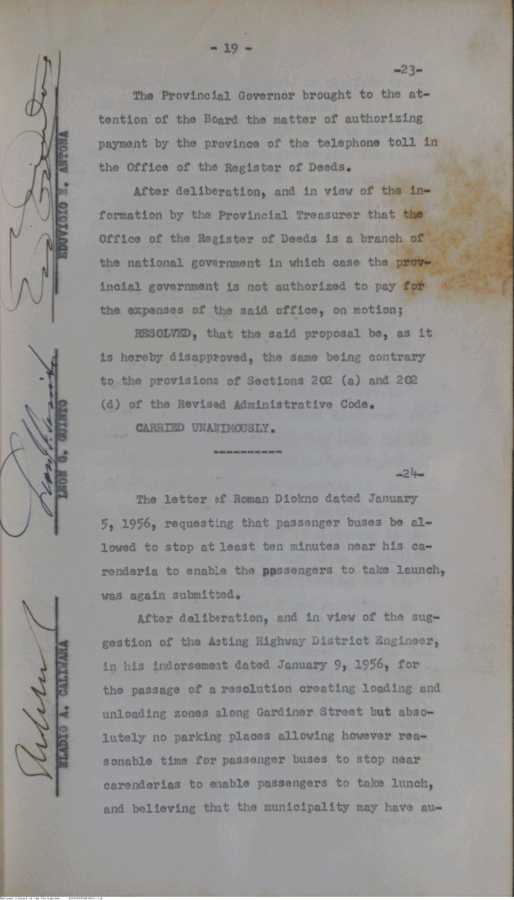 - 19 -
-23-
The Provincial Governor brought to the at-
tention of the Board the matter of authorizing
payment by the province of the telephone toll in
the Office of the Register of Deeds.
After deliberation, and in view of the in-
formation by the Provincial Treasurer that the
Office of the Register of Deeds is a branch of
the national government in which case the prov-
incial government is not authorized to pay for
the expenses of the said office, on motion;
RESOLVED, that the said proposal be, as it
is hereby disapproved, the same being contrary
to the provisions of Sections 202 (a) and 202
(d) of the Revised Administrative Code.
CARRIED UNANIMOUSLY.
----------
-24-
The letter of Roman Diokno dated January
5, 1956, requesting that passenger buses be al-
lowed to stop at least ten minutes near his ca-
renderia to enable the passengers to take launch,
was again submitted.
After deliberation, and in view of the sug-
gestion of the Acting Highway District Engineer,
in his indorsement dated January 9, 1956, for
the passage of a resolution creating loading and
unloading zones along Gardiner Street but abso-
lutely no parking places allowing however rea-
sonable time for passenger buses to stop near
carenderias to enable passengers to take lunch,
and believing that the municipality may have au-
EDUVIGIO E. ANTONA
LEON G. GUINTO
ELADIO A. CALIWARA
National Library of the Philippines